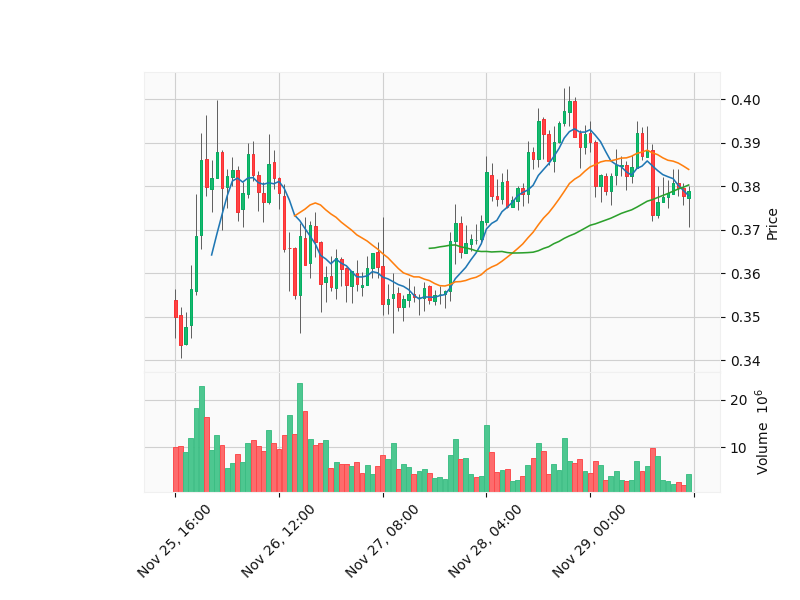 0.40
0.39
0.38
0.37
0.36
0.35
0.34
Price
20
10
Volume 10^6
Nov 25, 16:00
Nov 26, 12:00
Nov 27, 08:00
Nov 28, 04:00
Nov 29, 00:00